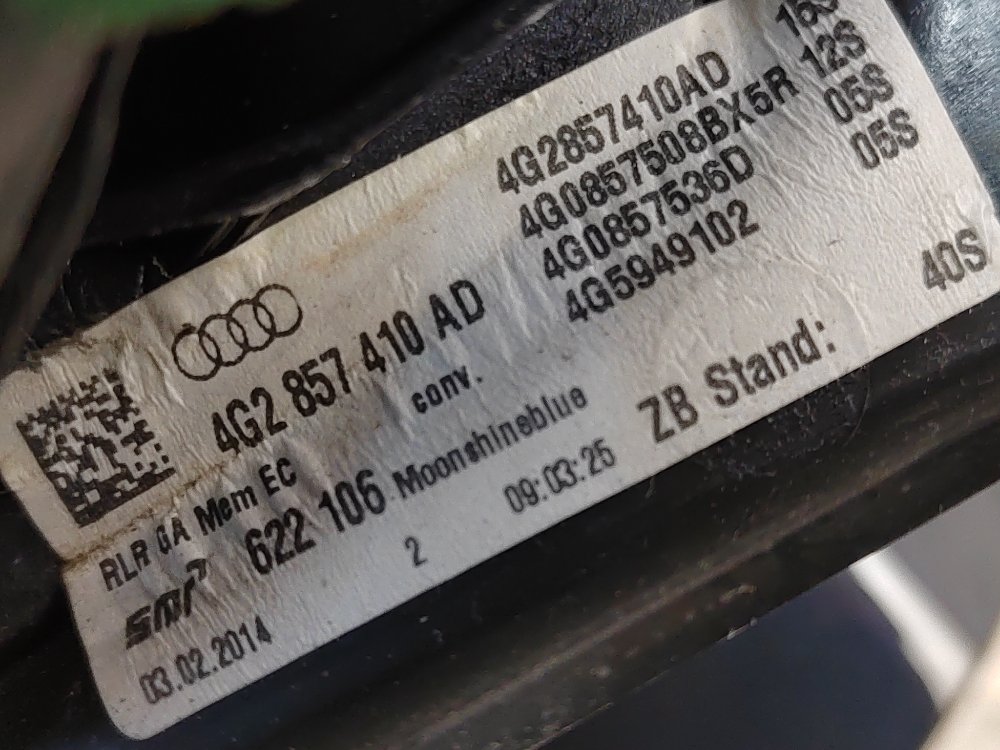 4G2 857 410 AD
conv.
RLR GA Mem EC
SMP 622 106 Moonshineblue
03.02.2014 2 09:03:25
4G2857410AD
4G0857508BX5R 12S
4G0857536D 05S
4G5949102 05S
ZB Stand: 40S